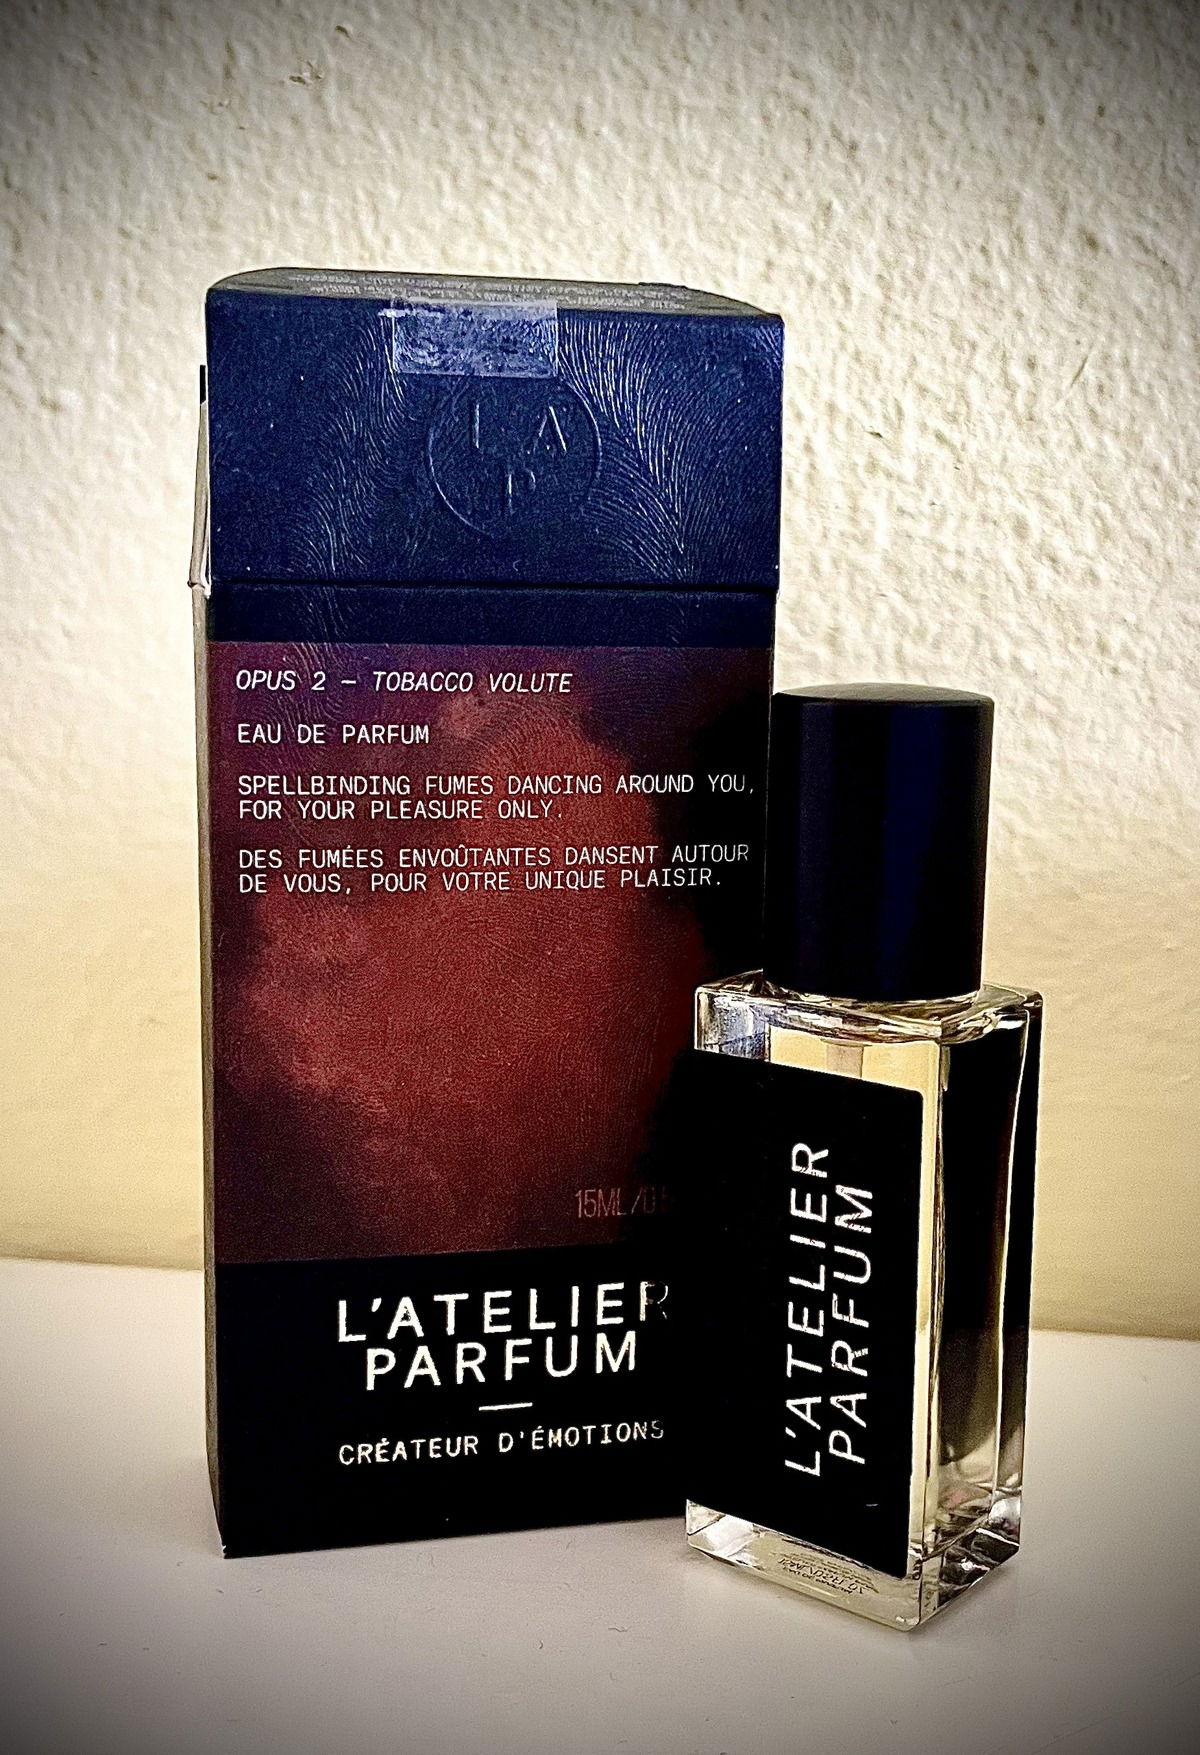 L A
P
OPUS 2 – TOBACCO VOLUTE
EAU DE PARFUM
SPELLBINDING FUMES DANCING AROUND YOU,
FOR YOUR PLEASURE ONLY.
DES FUMÉES ENVOÛTANTES DANSENT AUTOUR
DE VOUS, POUR VOTRE UNIQUE PLAISIR.
15ML
L'ATELIER
PARFUM
CRÉATEUR D'ÉMOTIONS
L'ATELIER
PARFUM